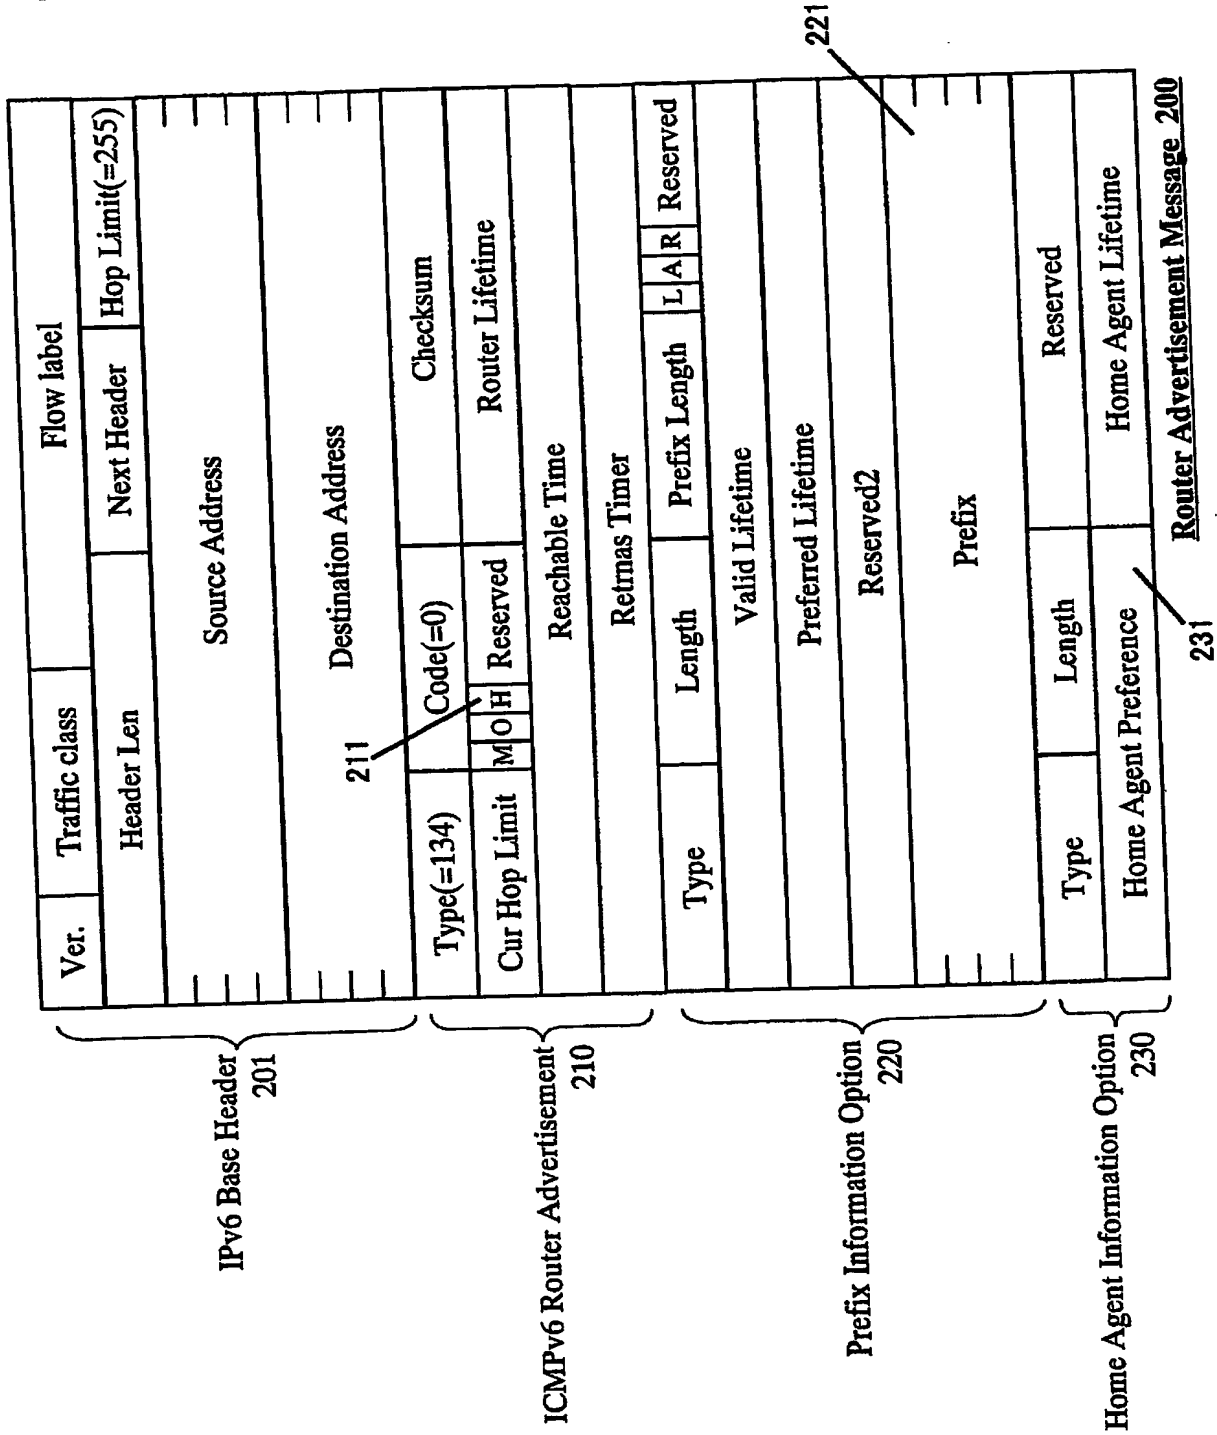 Ver.
Traffic class
Flow label
Header Len
Next Header
Hop Limit(=255)
Source Address
Destination Address
IPv6 Base Header
201
211
Type(=134)
Code(=0)
Checksum
Cur Hop Limit
M
O
H
Reserved
Router Lifetime
Reachable Time
Retrnas Timer
ICMPv6 Router Advertisement
210
Type
Length
Prefix Length
L
A
R
Reserved
Valid Lifetime
Preferred Lifetime
Reserved2
Prefix
221
Prefix Information Option
220
Type
Length
Reserved
Home Agent Preference
Home Agent Lifetime
Home Agent Information Option
230
231
Router Advertisement Message 200